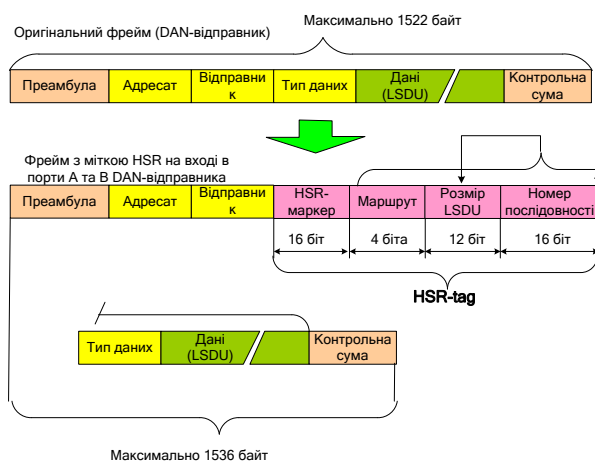 Оригінальний фрейм (DAN-відправник)
Максимально 1522 байт
Преамбула
Адресат
Відправни
к
Тип даних
Дані
(LSDU)
Контрольна
сума
Фрейм з міткою HSR на вході в
порти А та В DAN-відправника
Преамбула
Адресат
Відправни
к
HSR-
маркер
Маршрут
Розмір
LSDU
Номер
послідовності
16 біт
4 біта
12 біт
16 біт
HSR-tag
Тип даних
Дані
(LSDU)
Контрольна
сума
Максимально 1536 байт